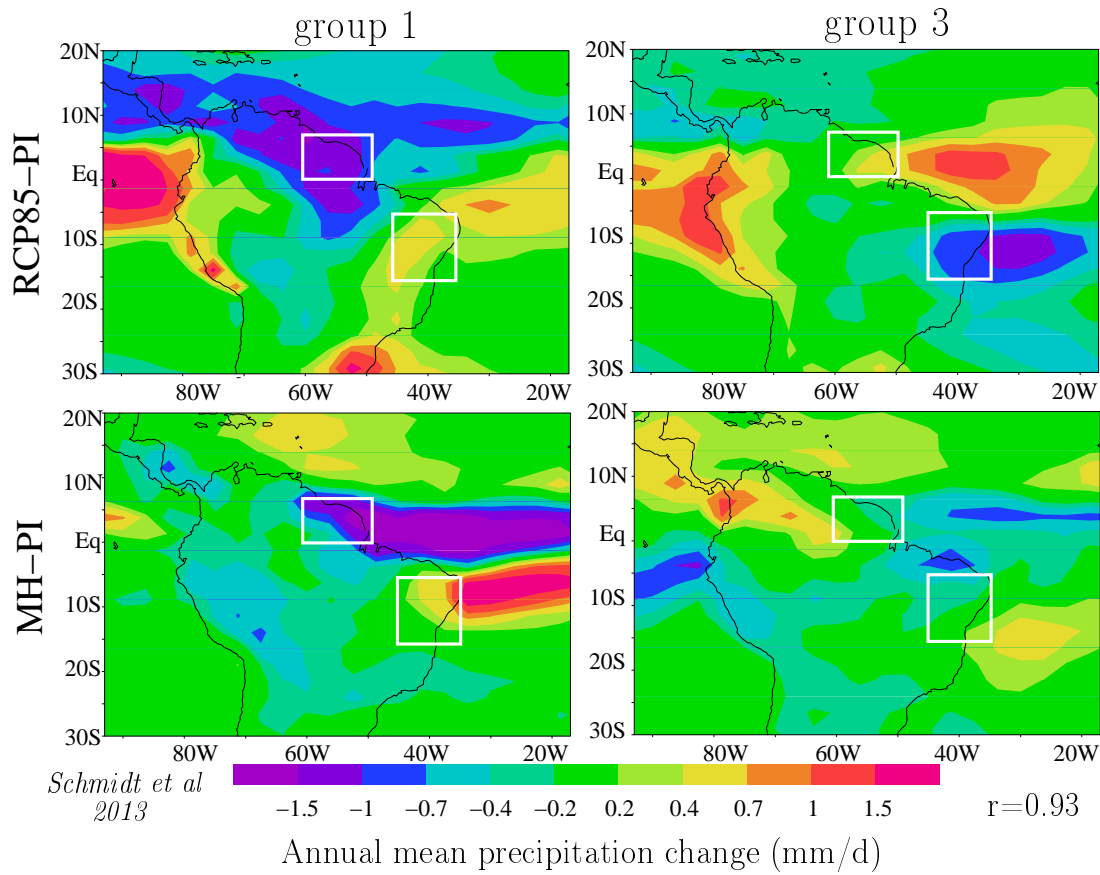 group 1
group 3
RCP85−PI
20N
10N
Eq
10S
20S
30S
80W 60W 40W 20W
20N
10N
Eq
10S
20S
30S
80W 60W 40W 20W
MH−PI
20N
10N
Eq
10S
20S
30S
80W 60W 40W 20W
20N
10N
Eq
10S
20S
30S
80W 60W 40W 20W
Schmidt et al
2013
−1.5 −1 −0.7 −0.4 −0.2 0.2 0.4 0.7 1 1.5
r=0.93
Annual mean precipitation change (mm/d)